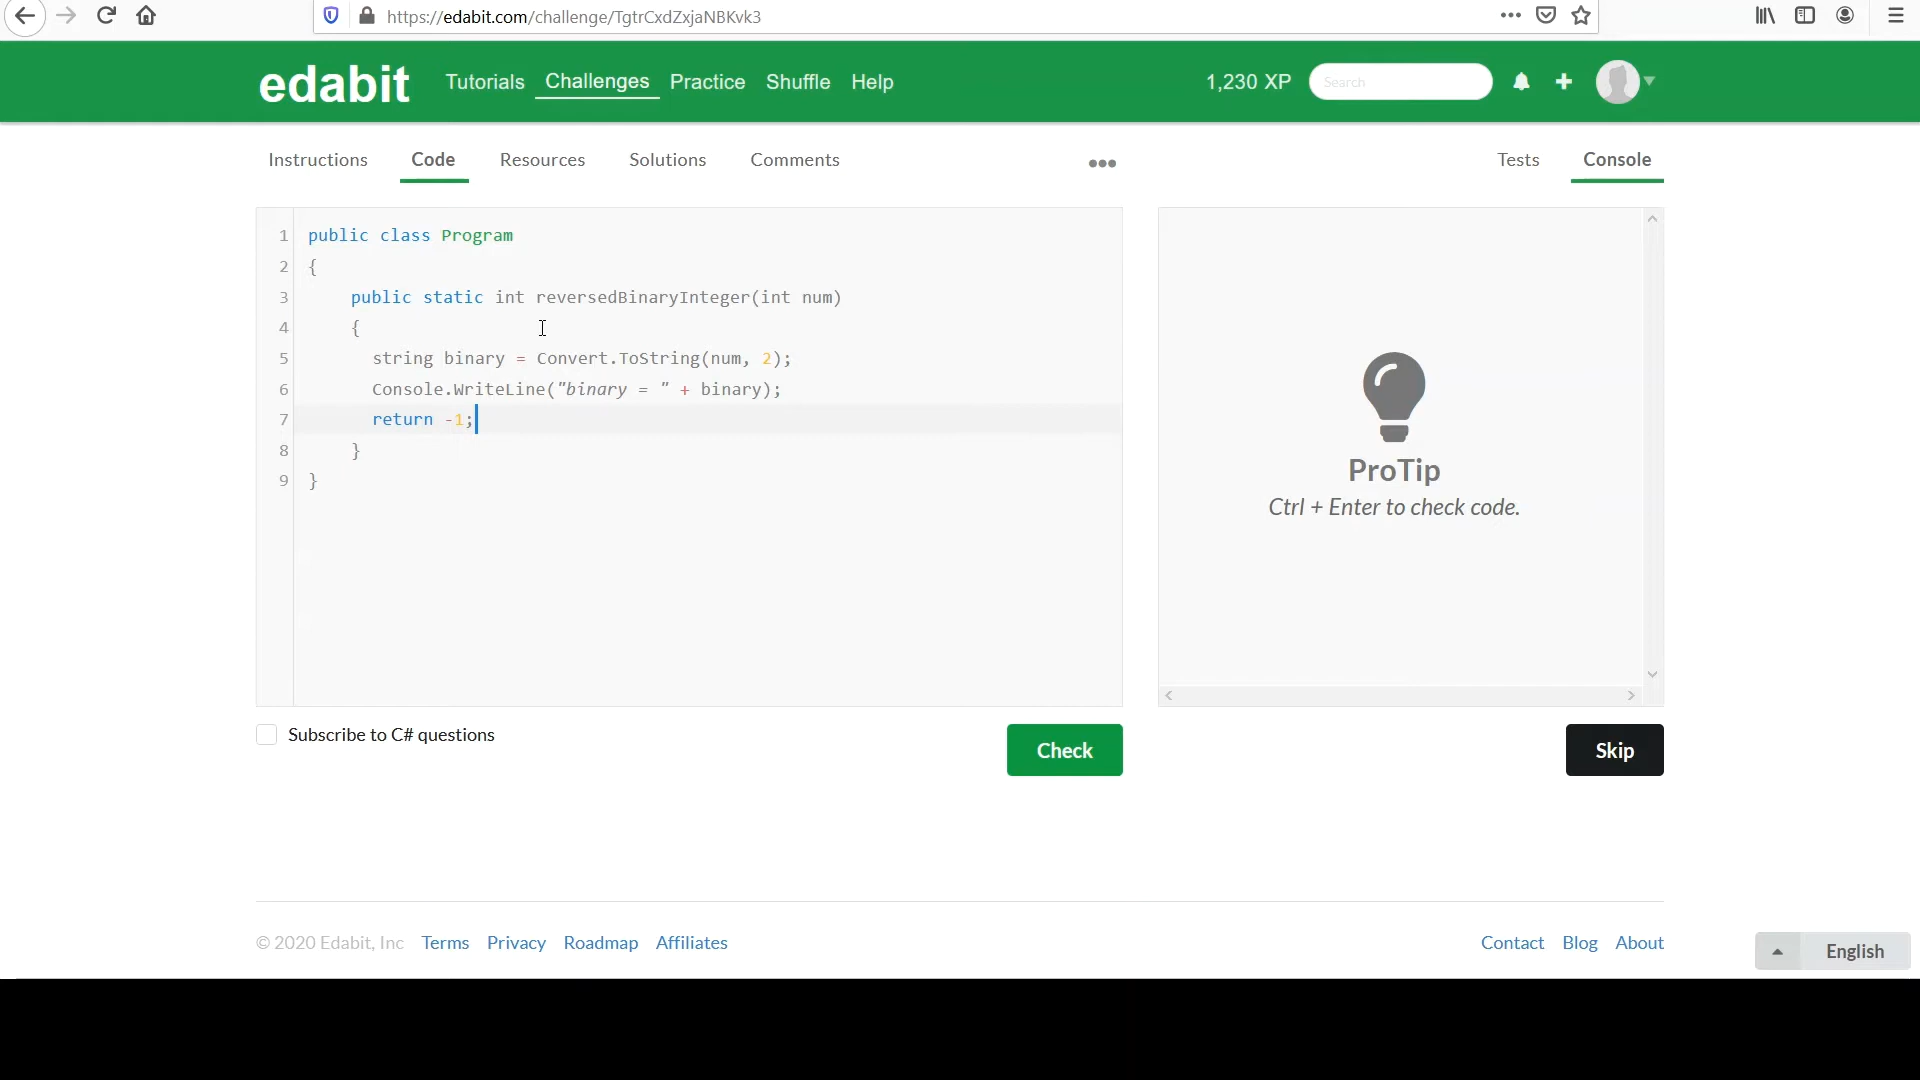 https://edabit.com/challenge/TgtrCxdZxjaNBKvk3
edabit Tutorials Challenges Practice Shuffle Help 1,230 XP Search
Instructions Code Resources Solutions Comments Tests Console
1 public class Program
2 {
3 public static int reversedBinaryInteger(int num)
4 {
5 string binary = Convert.ToString(num, 2);
6 Console.WriteLine("binary = " + binary);
7 return -1;
8 }
9 }
ProTip
Ctrl + Enter to check code.
Subscribe to C# questions
Check
Skip
© 2020 Edabit, Inc Terms Privacy Roadmap Affiliates Contact Blog About
English